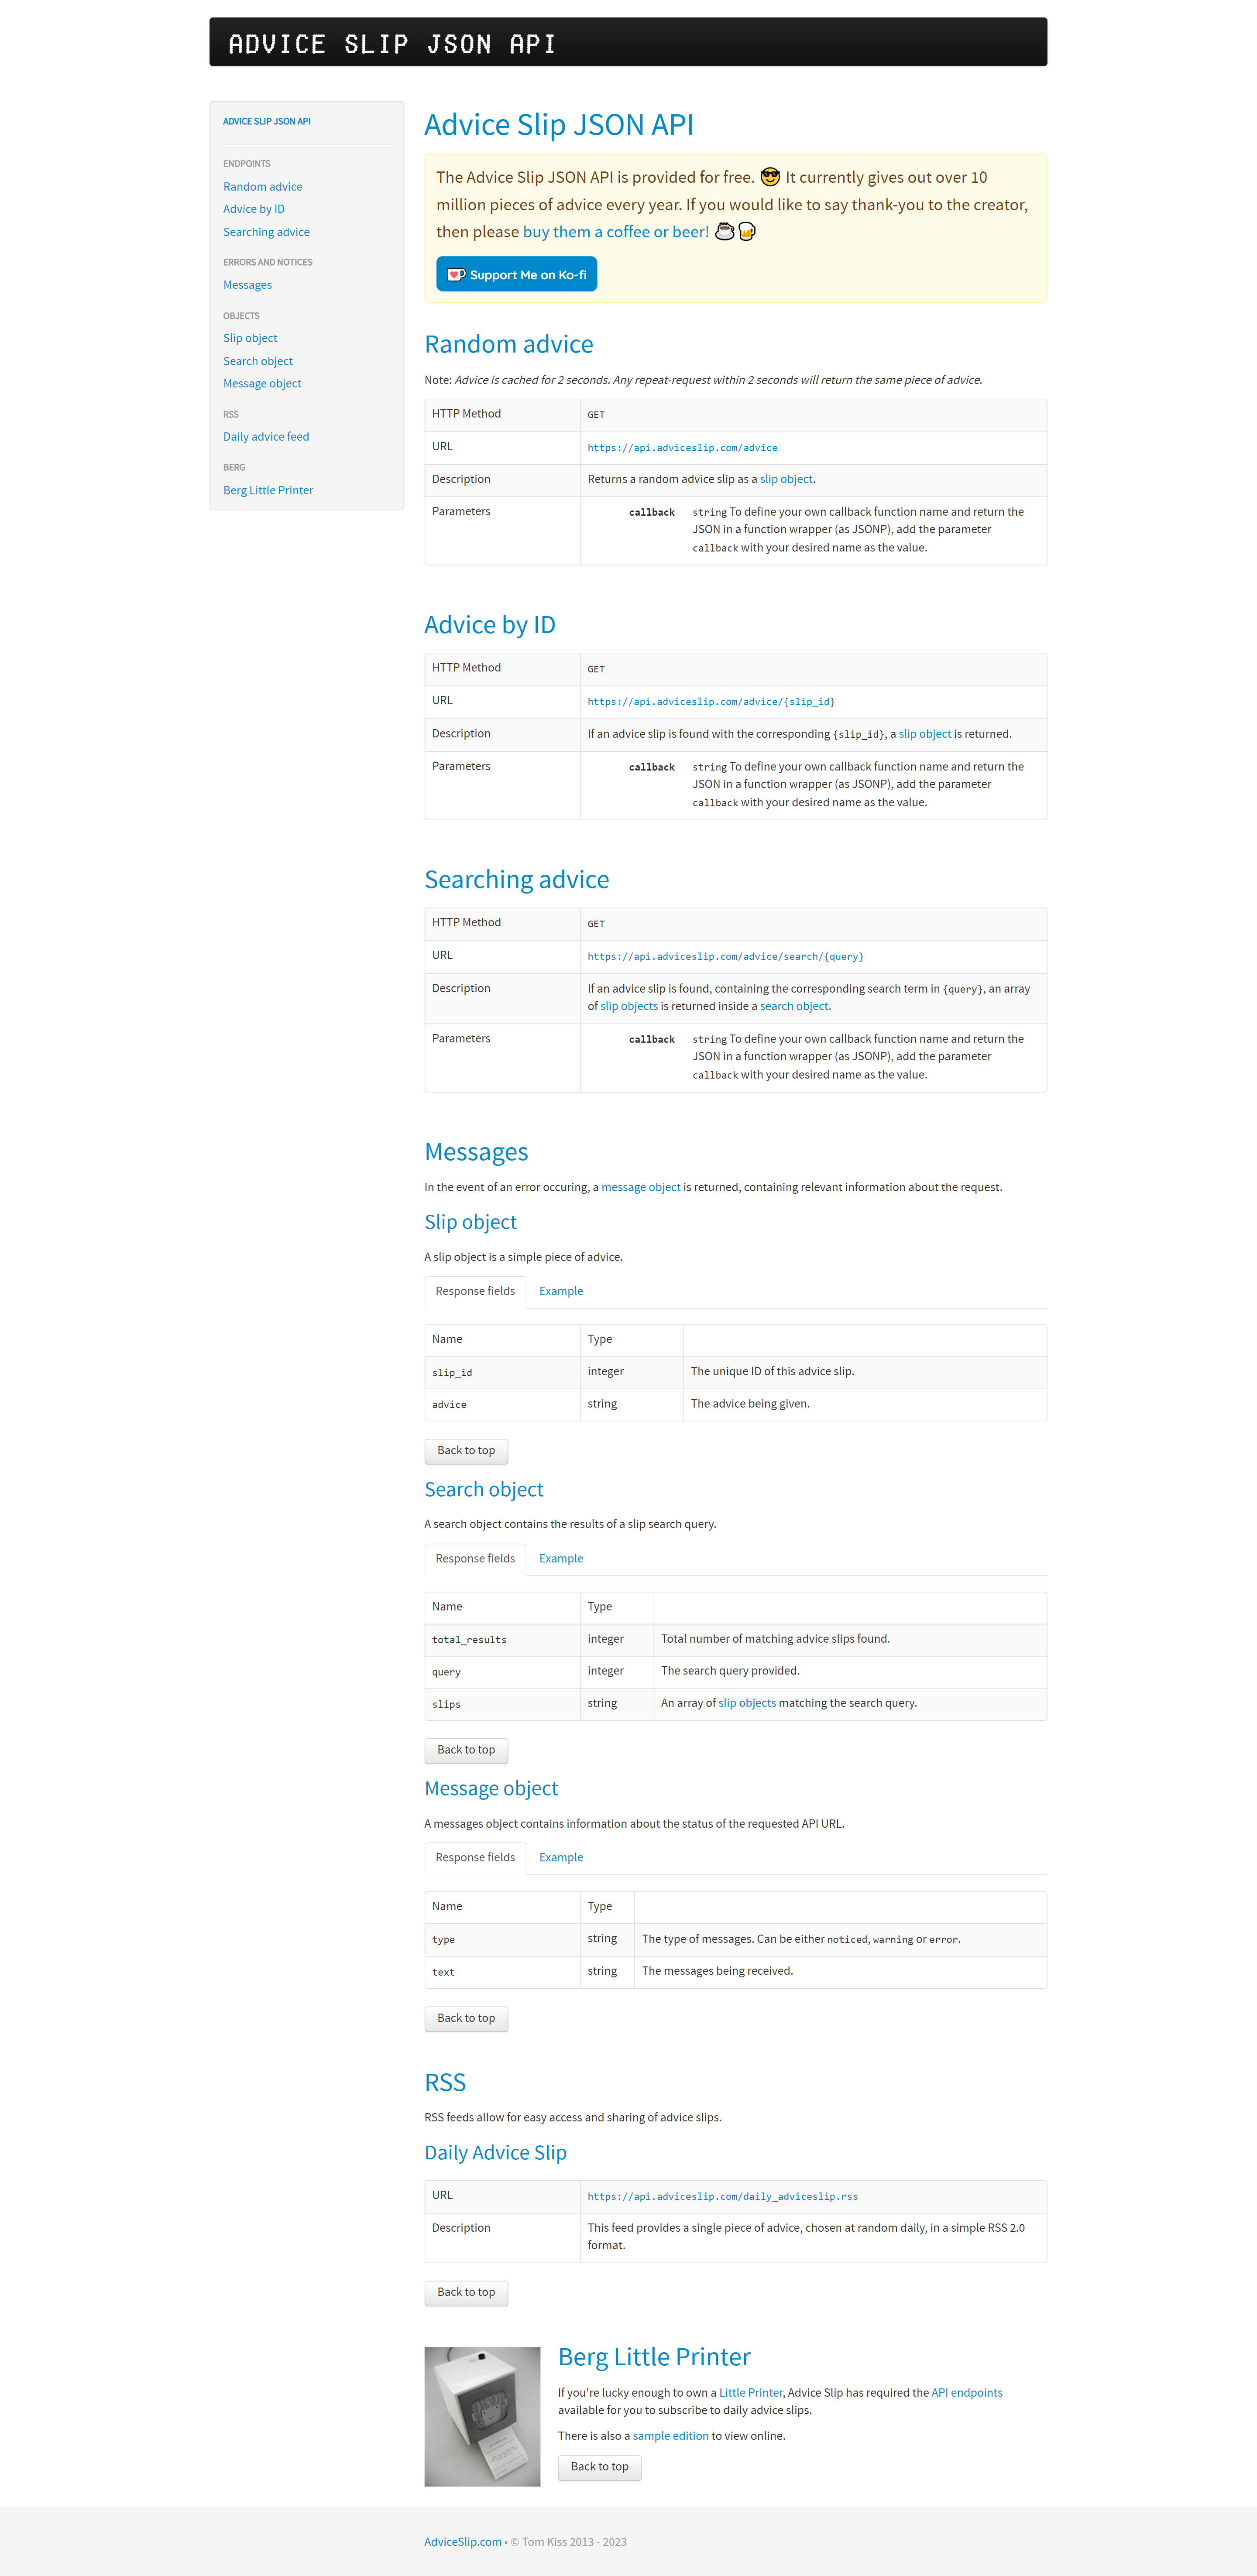 ADVICE SLIP JSON API
ADVICE SLIP JSON API
ENDPOINTS
Random advice
Advice by ID
Searching advice
ERRORS AND NOTICES
Messages
OBJECTS
Slip object
Search object
Message object
RSS
Daily advice feed
BERG
Berg Little Printer
Advice Slip JSON API
The Advice Slip JSON API is provided for free. 😎 It currently gives out over 10
million pieces of advice every year. If you would like to say thank-you to the creator,
then please buy them a coffee or beer! ☕🍺
Support Me on Ko-fi
Random advice
Note: Advice is cached for 2 seconds. Any repeat-request within 2 seconds will return the same piece of advice.
HTTP Method GET
URL https://api.adviceslip.com/advice
Description Returns a random advice slip as a slip object.
Parameters callback string To define your own callback function name and return the
JSON in a function wrapper (as JSONP), add the parameter
callback with your desired name as the value.
Advice by ID
HTTP Method GET
URL https://api.adviceslip.com/advice/{slip_id}
Description If an advice slip is found with the corresponding {slip_id}, a slip object is returned.
Parameters callback string To define your own callback function name and return the
JSON in a function wrapper (as JSONP), add the parameter
callback with your desired name as the value.
Searching advice
HTTP Method GET
URL https://api.adviceslip.com/advice/search/{query}
Description If an advice slip is found, containing the corresponding search term in {query}, an array
of slip objects is returned inside a search object.
Parameters callback string To define your own callback function name and return the
JSON in a function wrapper (as JSONP), add the parameter
callback with your desired name as the value.
Messages
In the event of an error occuring, a message object is returned, containing relevant information about the request.
Slip object
A slip object is a simple piece of advice.
Response fields Example
Name Type
slip_id integer The unique ID of this advice slip.
advice string The advice being given.
Back to top
Search object
A search object contains the results of a slip search query.
Response fields Example
Name Type
total_results integer Total number of matching advice slips found.
query integer The search query provided.
slips string An array of slip objects matching the search query.
Back to top
Message object
A messages object contains information about the status of the requested API URL.
Response fields Example
Name Type
type string The type of messages. Can be either noticed, warning or error.
text string The messages being received.
Back to top
RSS
RSS feeds allow for easy access and sharing of advice slips.
Daily Advice Slip
URL https://api.adviceslip.com/daily_adviceslip.rss
Description This feed provides a single piece of advice, chosen at random daily, in a simple RSS 2.0
format.
Back to top
Berg Little Printer
If you're lucky enough to own a Little Printer, Advice Slip has required the API endpoints
available for you to subscribe to daily advice slips.
There is also a sample edition to view online.
Back to top
AdviceSlip.com • © Tom Kiss 2013 - 2023